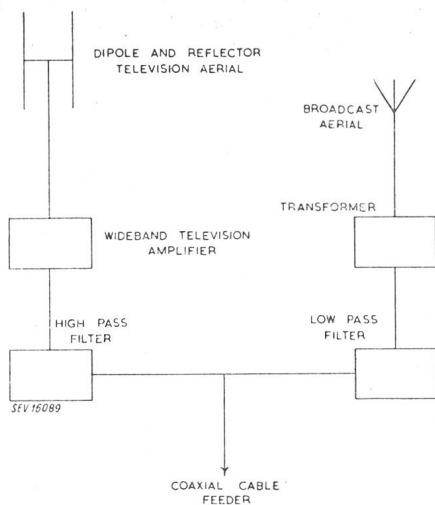 DIPOLE AND REFLECTOR
TELEVISION AERIAL
BROADCAST
AERIAL
TRANSFORMER
WIDEBAND TELEVISION
AMPLIFIER
HIGH PASS
FILTER
LOW PASS
FILTER
SEV 16089
COAXIAL CABLE
FEEDER